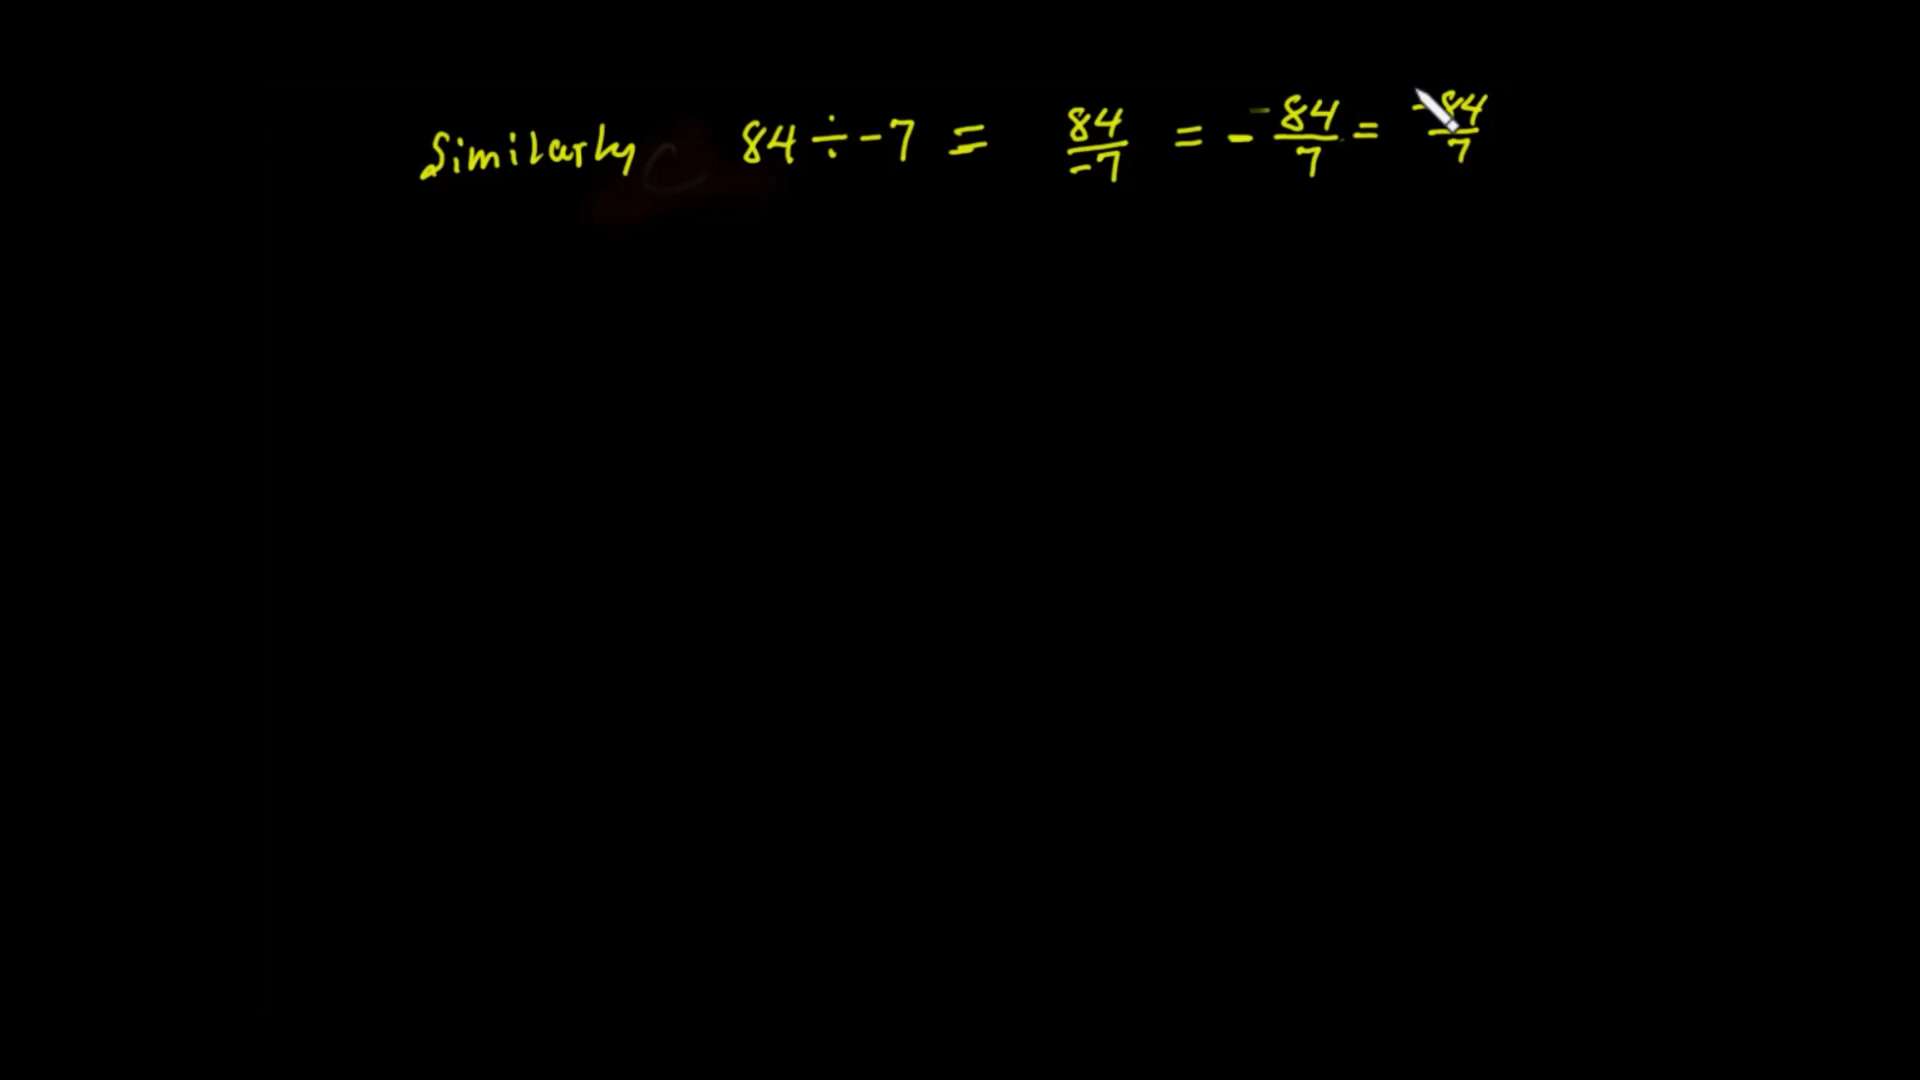 Similarly 84 ÷ -7 = 84/-7 = - 84/7 = -84/7